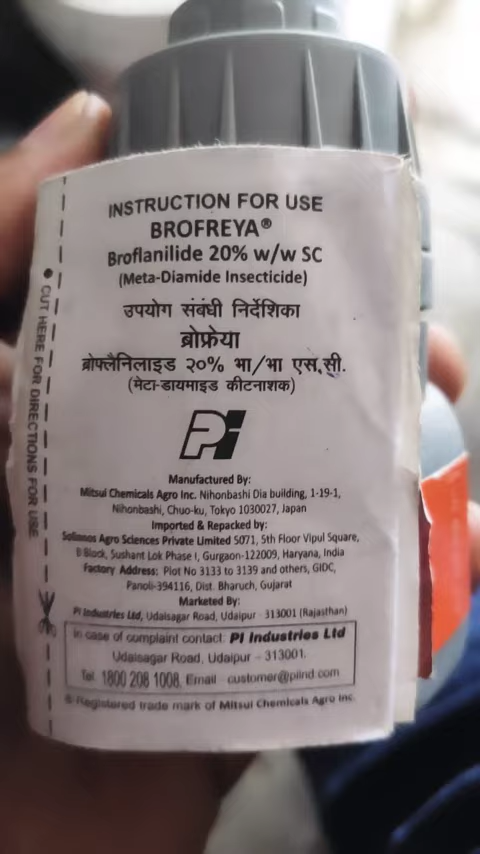 INSTRUCTION FOR USE
BROFREYA®
Broflanilide 20% w/w SC
(Meta-Diamide Insecticide)
उपयोग संबंधी निर्देशिका
ब्रोफ्रेया
ब्रोफ्लैनिलाइड २०% भा/भा एस.सी.
(मेटा-डायमाइड कीटनाशक)
Pi
Manufactured By:
Mitsui Chemicals Agro Inc. Nihonbashi Dia building, 1-19-1,
Nihonbashi, Chuo-ku, Tokyo 1030027, Japan
Imported & Repacked by:
Solinnos Agro Sciences Private Limited 5071, 5th Floor Vipul Square,
B Block, Sushant Lok Phase I, Gurgaon-122009, Haryana, India
Factory Address: Plot No 3133 to 3139 and others, GIDC,
Panoli-394116, Dist. Bharuch, Gujarat
Marketed By:
PI Industries Ltd, Udaisagar Road, Udaipur - 313001 (Rajasthan)
In case of complaint contact: PI Industries Ltd
Udaisagar Road, Udaipur - 313001.
Tel. 1800 208 1008, Email : customer@piind.com
® Registered trade mark of Mitsui Chemicals Agro Inc.
CUT HERE FOR DIRECTIONS FOR USE